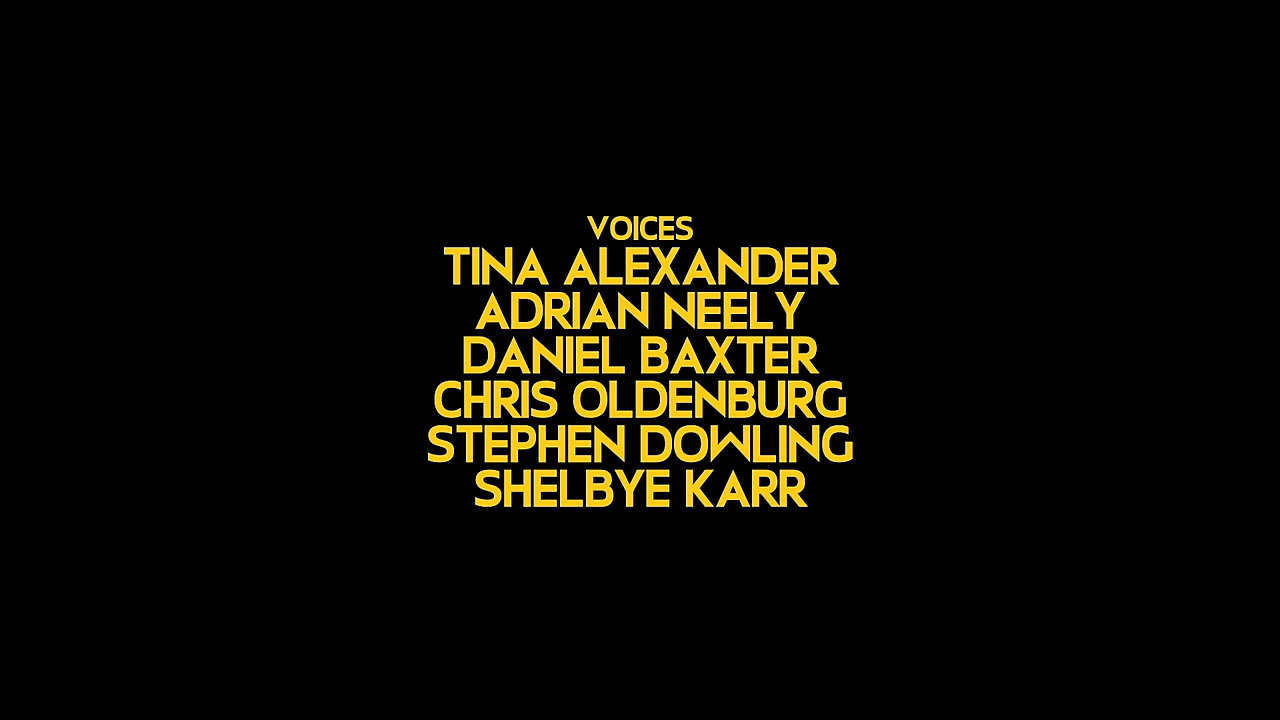 VOICES
TINA ALEXANDER
ADRIAN NEELY
DANIEL BAXTER
CHRIS OLDENBURG
STEPHEN DOWLING
SHELBYE KARR